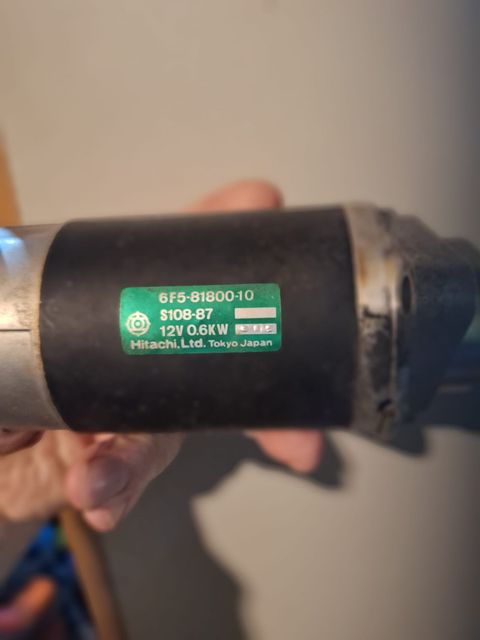 6F5-81800-10
S108-87
12V 0.6KW
Hitachi, Ltd. Tokyo Japan